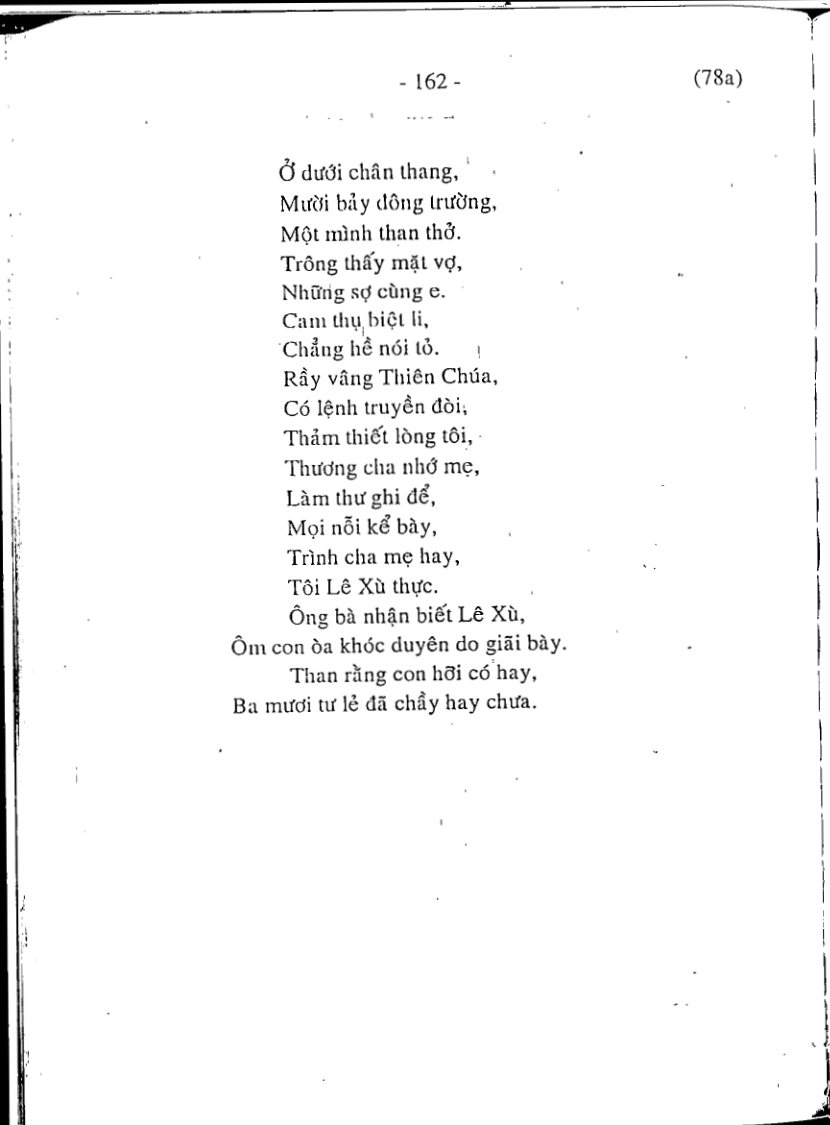 - 162 -
(78a)
Ở dưới chân thang,
Mười bảy đông trường,
Một mình than thở.
Trông thấy mặt vợ,
Những sợ cùng e.
Cam thụ biệt li,
Chẳng hề nói tỏ.
Rầy vâng Thiên Chúa,
Có lệnh truyền đòi,
Thảm thiết lòng tôi,
Thương cha nhớ mẹ,
Làm thư ghi để,
Mọi nỗi kể bày,
Trình cha mẹ hay,
Tôi Lê Xù thực.
Ông bà nhận biết Lê Xù,
Ôm con òa khóc duyên do giãi bày.
Than rằng con hỡi có hay,
Ba mươi tư lẻ đã chầy hay chưa.